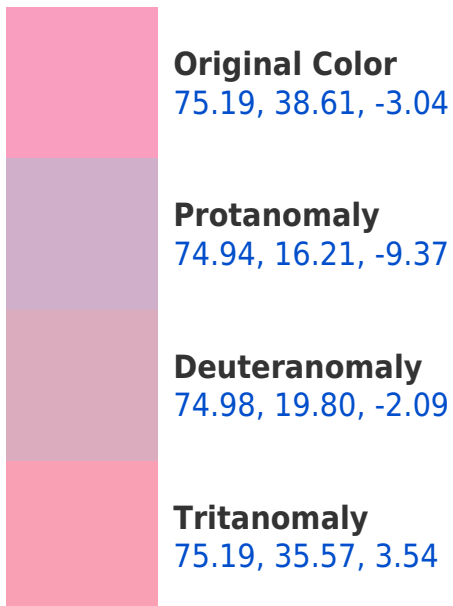 Original Color
75.19, 38.61, -3.04
Protanomaly
74.94, 16.21, -9.37
Deuteranomaly
74.98, 19.80, -2.09
Tritanomaly
75.19, 35.57, 3.54